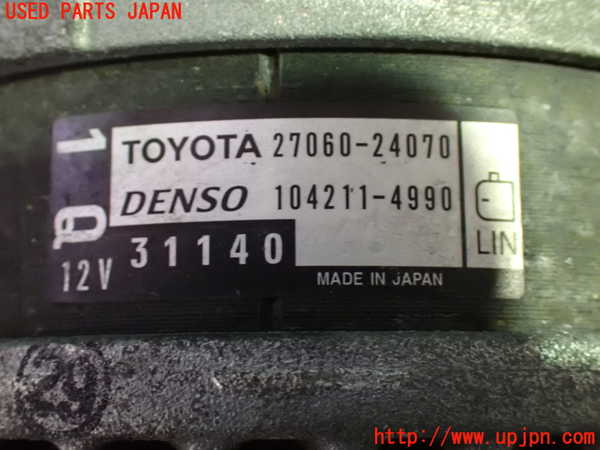 USED PARTS JAPAN
1
TOYOTA 27060-24070
DENSO 104211-4990
12V 31140
LIN
MADE IN JAPAN
29
http://www.upjpn.com/